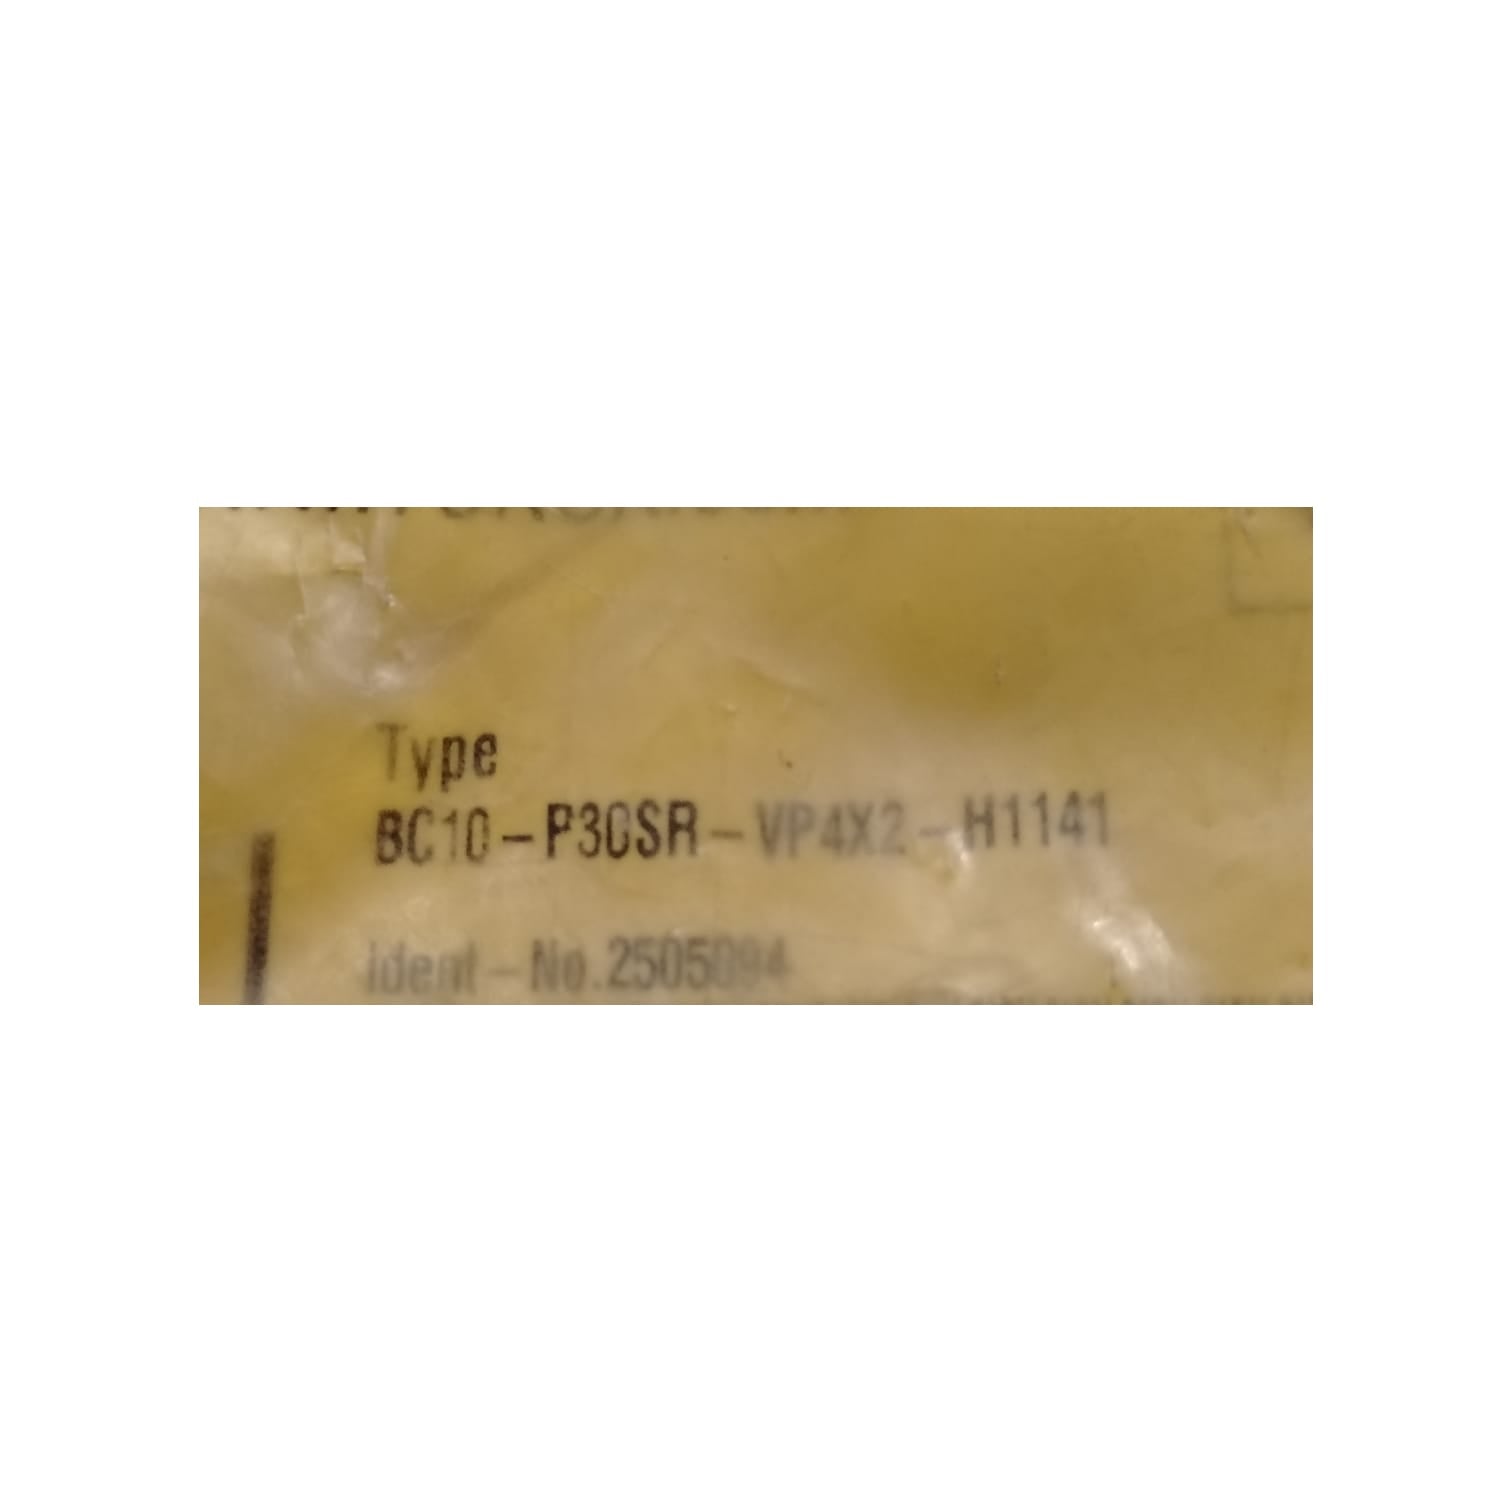 Type
BC10-P30SR-VP4X2-H1141
Ident-No.2505094